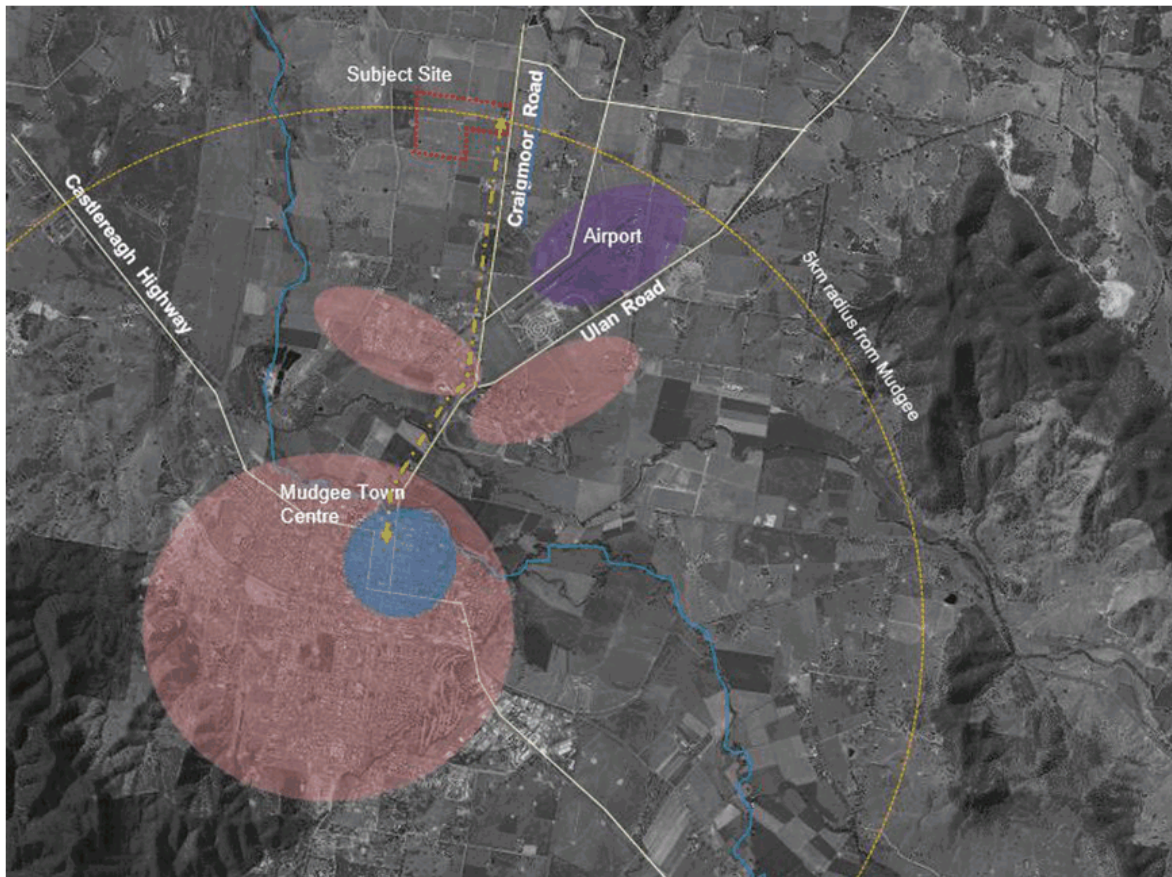 Subject Site
Craigmoor Road
Castlereagh Highway
Airport
Ulan Road
5km radius from Mudgee
Mudgee Town
Centre